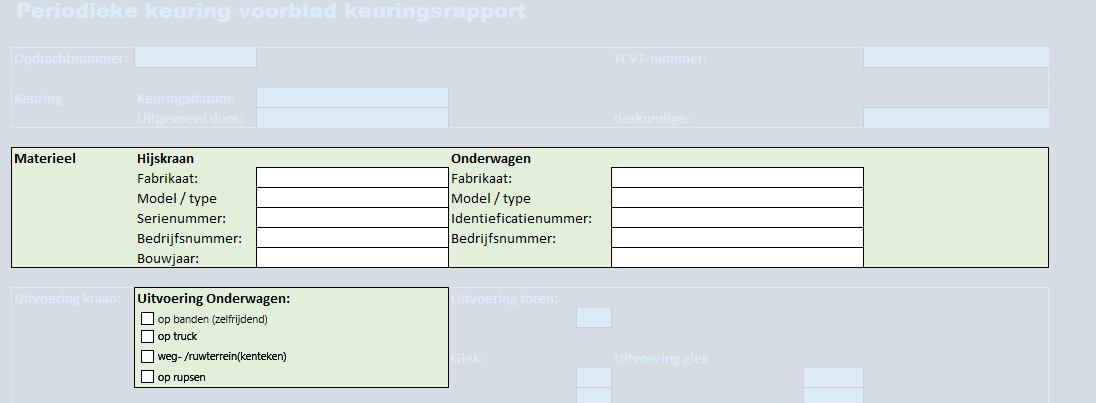 Periodieke keuring voorblad keuringsrapport
Opdrachtnummer: TCVT-nummer:
Keuring Keuringsdatum:
Uitgevoerd door: deskundige:
Materieel Hijskraan Onderwagen
Fabrikaat: Fabrikaat:
Model / type Model / type
Serienummer: Identieficatienummer:
Bedrijfsnummer: Bedrijfsnummer:
Bouwjaar:
Uitvoering kraan: Uitvoering Onderwagen: Uitvoering toren:
op banden (zelfrijdend)
op truck
weg- /ruwterrein(kenteken) Giek: Uitvoering giek
op rupsen